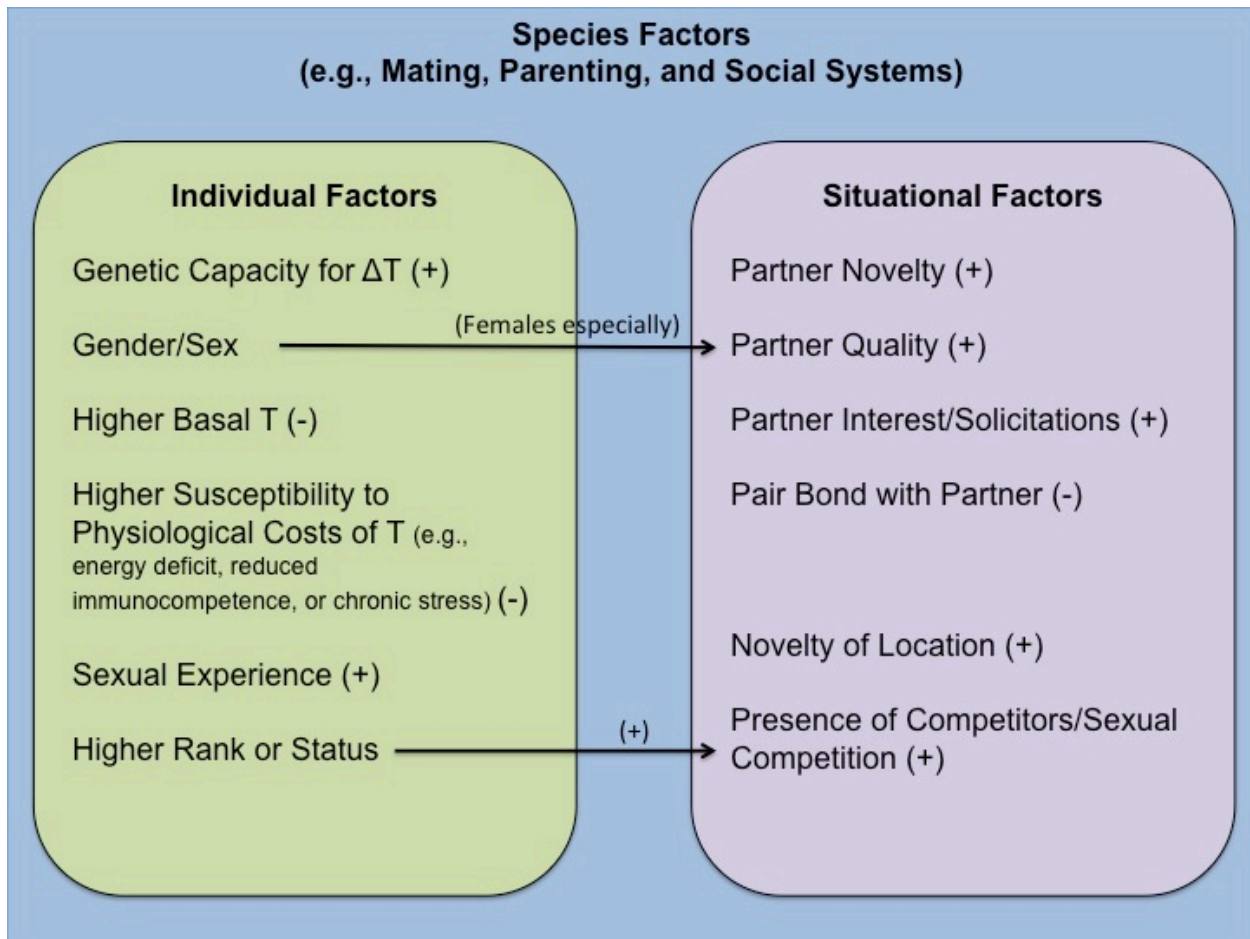 Species Factors
(e.g., Mating, Parenting, and Social Systems)
Individual Factors
Genetic Capacity for ΔT (+)
Gender/Sex
Higher Basal T (-)
Higher Susceptibility to
Physiological Costs of T (e.g.,
energy deficit, reduced
immunocompetence, or chronic stress) (-)
Sexual Experience (+)
Higher Rank or Status
(Females especially)
(+)
Situational Factors
Partner Novelty (+)
Partner Quality (+)
Partner Interest/Solicitations (+)
Pair Bond with Partner (-)
Novelty of Location (+)
Presence of Competitors/Sexual
Competition (+)